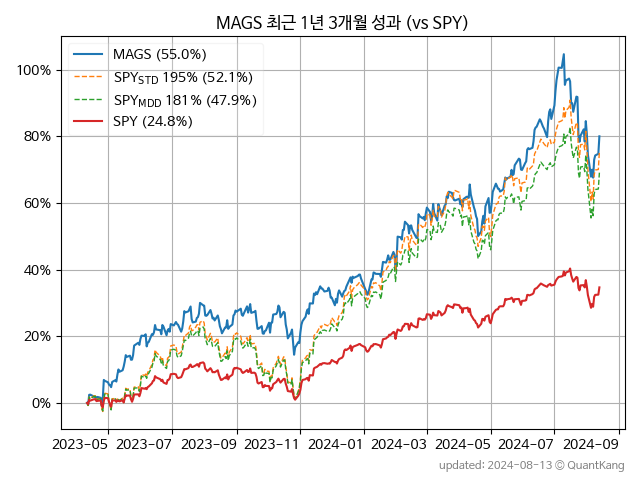 MAGS 최근 1년 3개월 성과 (vs SPY)
MAGS (55.0%)
SPY_STD 195% (52.1%)
SPY_MDD 181% (47.9%)
SPY (24.8%)
100%
80%
60%
40%
20%
0%
2023-05 2023-07 2023-09 2023-11 2024-01 2024-03 2024-05 2024-07 2024-09
updated: 2024-08-13 © QuantKang